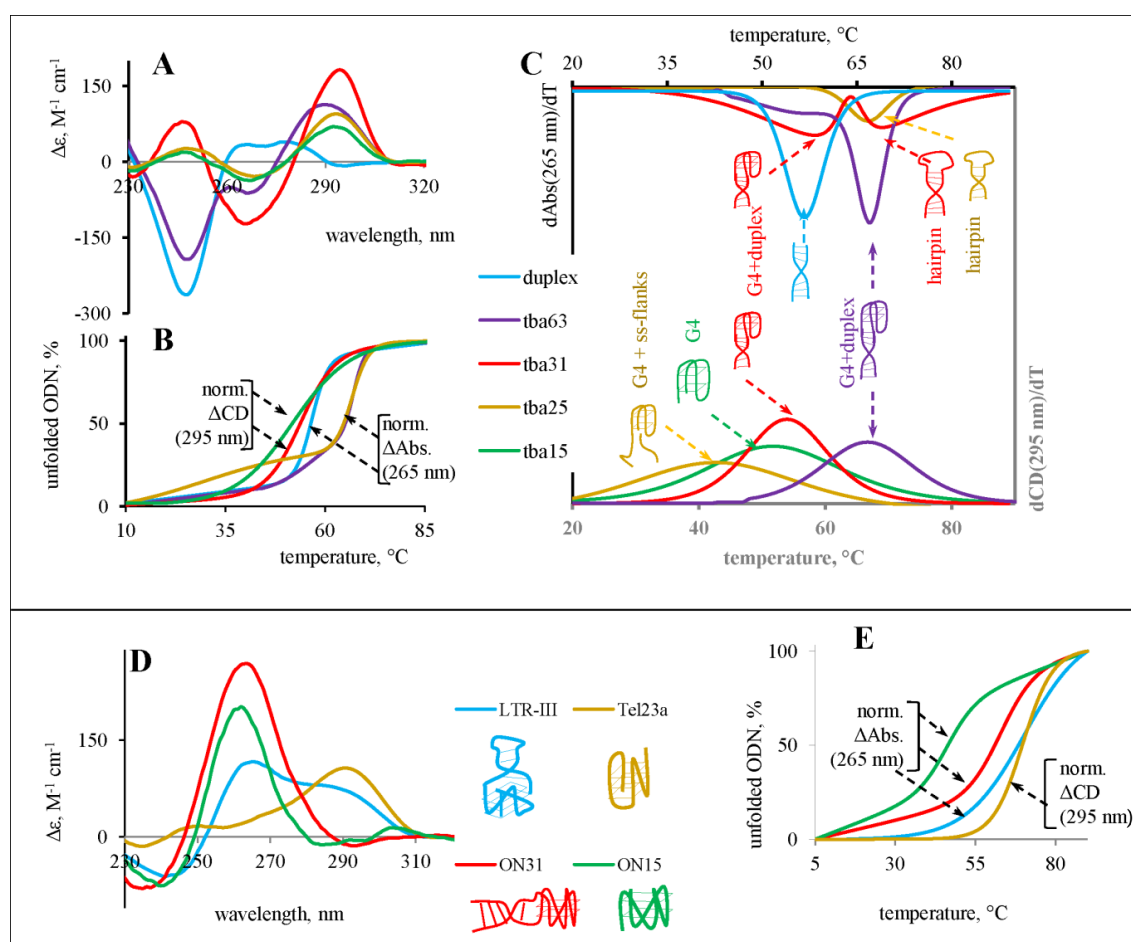 A
Δε, M⁻¹ cm⁻¹
150
0
-150
-300
230
260
290
320
wavelength, nm
B
unfolded ODN, %
100
50
0
norm.
ΔCD
(295 nm)
norm.
ΔAbs.
(265 nm)
10
35
60
85
temperature, °C
duplex
tba63
tba31
tba25
tba15
temperature, °C
C
20
35
50
65
80
dAbs(265 nm)/dT
G4+duplex
hairpin
hairpin
G4 + ss-flanks
G4
G4+duplex
G4+duplex
dCD(295 nm)/dT
20
40
60
80
temperature, °C
D
Δε, M⁻¹ cm⁻¹
150
0
230
250
270
290
310
wavelength, nm
LTR-III
Tel23a
ON31
ON15
E
unfolded ODN, %
100
50
0
norm.
ΔAbs.
(265 nm)
norm.
ΔCD
(295 nm)
5
30
55
80
temperature, °C